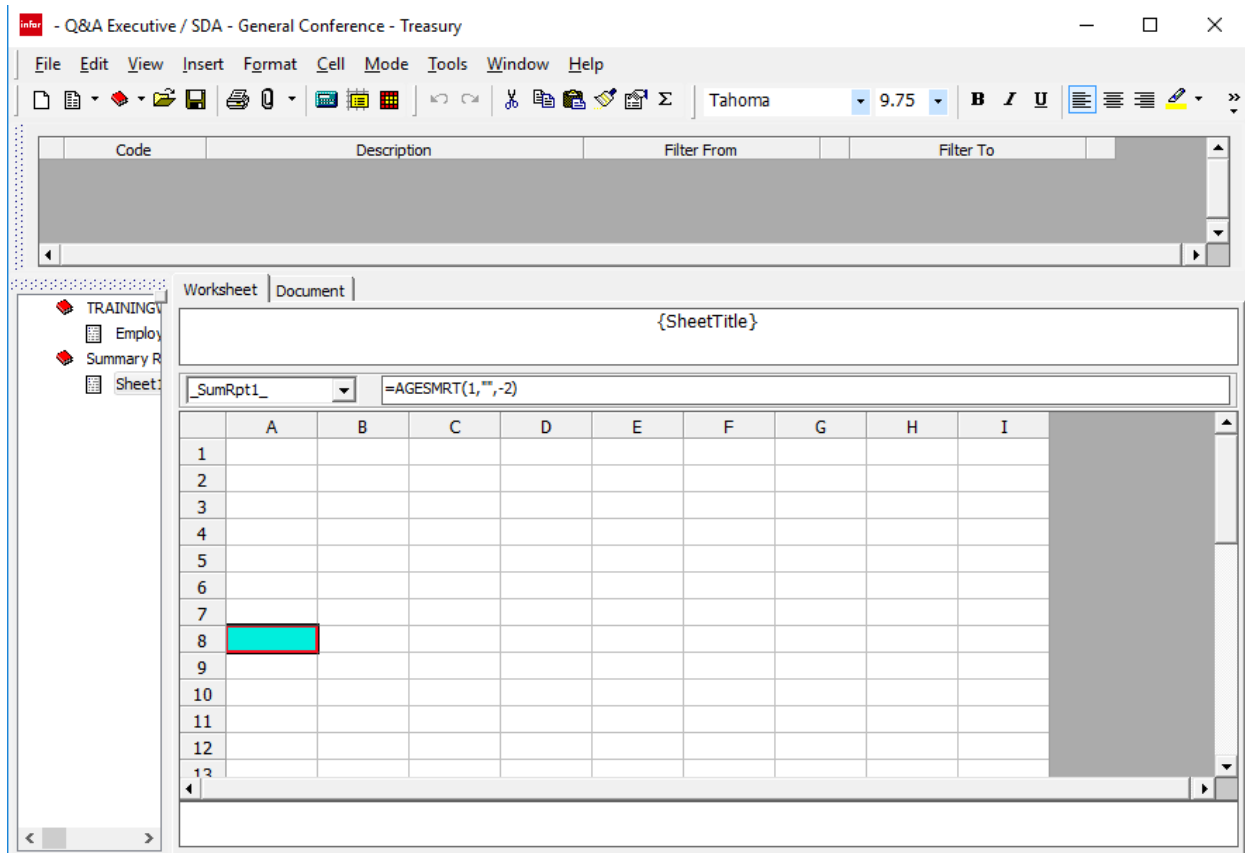 infor - Q&A Executive / SDA - General Conference - Treasury
File Edit View Insert Format Cell Mode Tools Window Help
Σ Tahoma 9.75 B I U »
Code Description Filter From Filter To
Worksheet Document
TRAININGW
Employ
Summary R
Sheet1
{SheetTitle}
_SumRpt1_ =AGESMRT(1,"",-2)
A B C D E F G H I
1
2
3
4
5
6
7
8
9
10
11
12
13